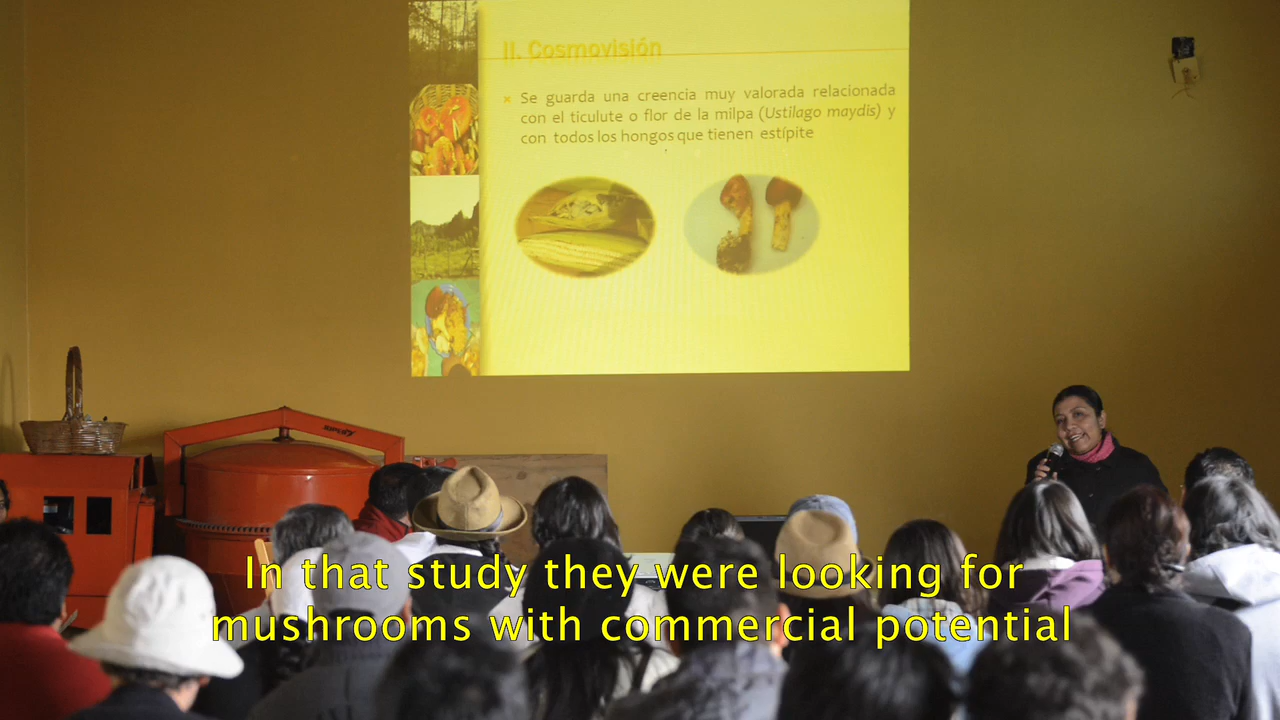 II. Cosmovisión
Se guarda una creencia muy valorada relacionada
con el ticulute o flor de la milpa (Ustilago maydis) y
con todos los hongos que tienen estípite
In that study they were looking for
mushrooms with commercial potential